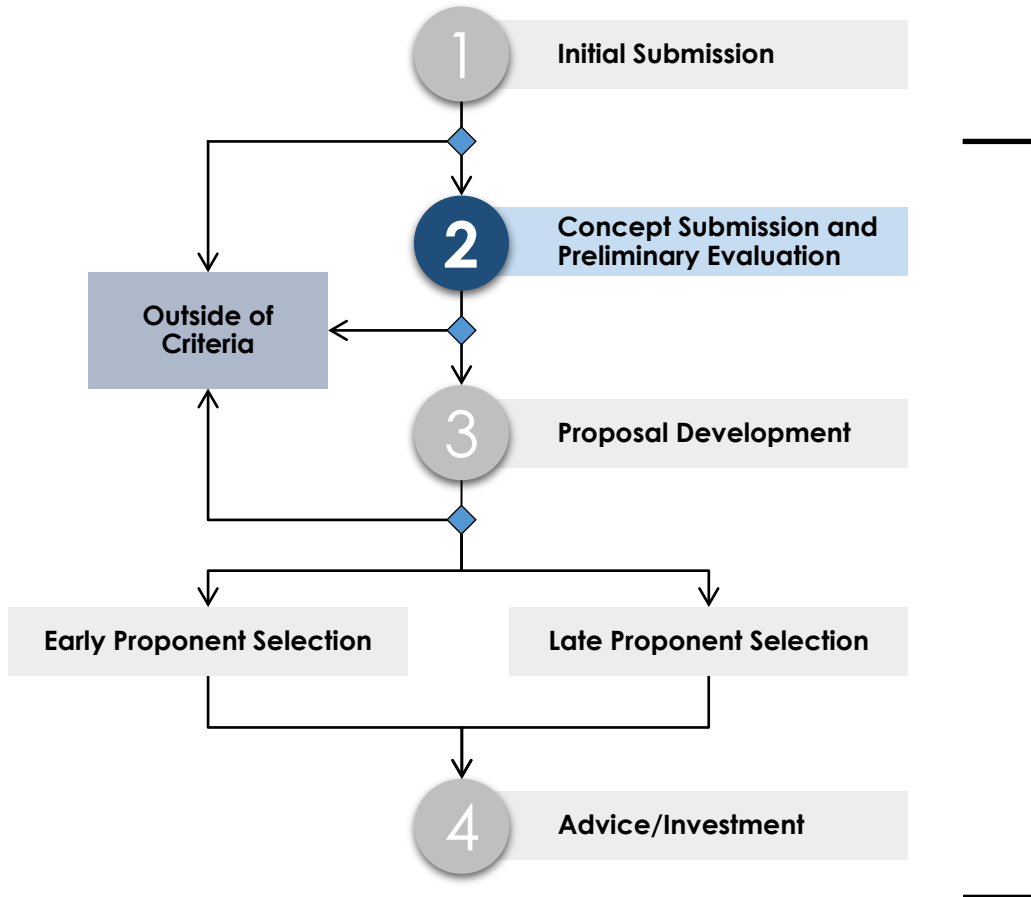 1
Initial Submission
2
Concept Submission and
Preliminary Evaluation
Outside of
Criteria
3
Proposal Development
Early Proponent Selection
Late Proponent Selection
4
Advice/Investment